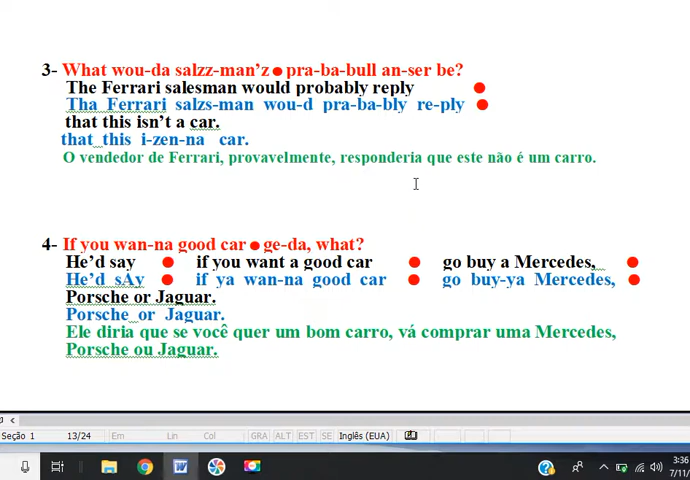 3- What wou-da salzz-man'z ● pra-ba-bull an-ser be?
The Ferrari salesman would probably reply ●
Tha Ferrari salzs-man wou-d pra-ba-bly re-ply ●
that this isn't a car.
that this i-zen-na car.
O vendedor de Ferrari, provavelmente, responderia que este não é um carro.
4- If you wan-na good car ● ge-da, what?
He'd say ● if you want a good car ● go buy a Mercedes, ●
He'd sAy ● if ya wan-na good car ● go buy-ya Mercedes, ●
Porsche or Jaguar.
Porsche or Jaguar.
Ele diria que se você quer um bom carro, vá comprar uma Mercedes,
Porsche ou Jaguar.
Seção 1 13/24 Em Lin Col GRA ALT EST SE Inglês (EUA)
3:36
7/11/